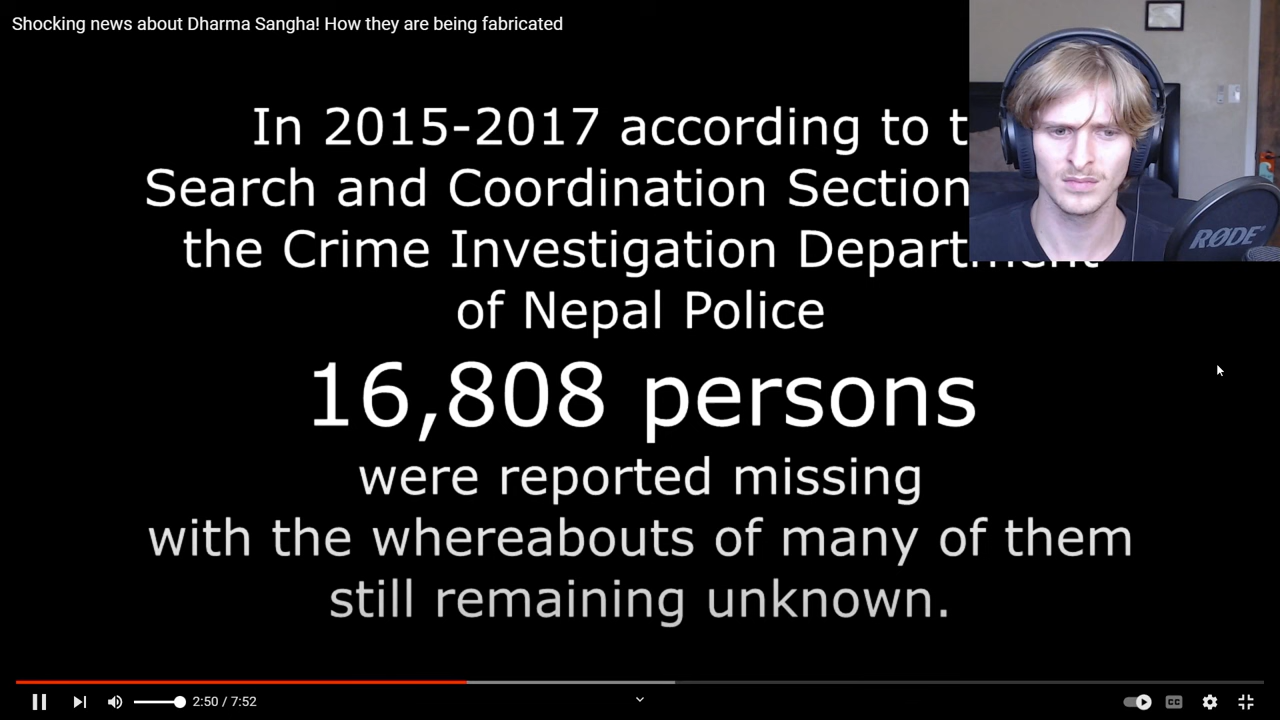 Shocking news about Dharma Sangha! How they are being fabricated
In 2015-2017 according to t
Search and Coordination Section
the Crime Investigation Department
of Nepal Police
16,808 persons
were reported missing
with the whereabouts of many of them
still remaining unknown.
RØDE
2:50 / 7:52
CC